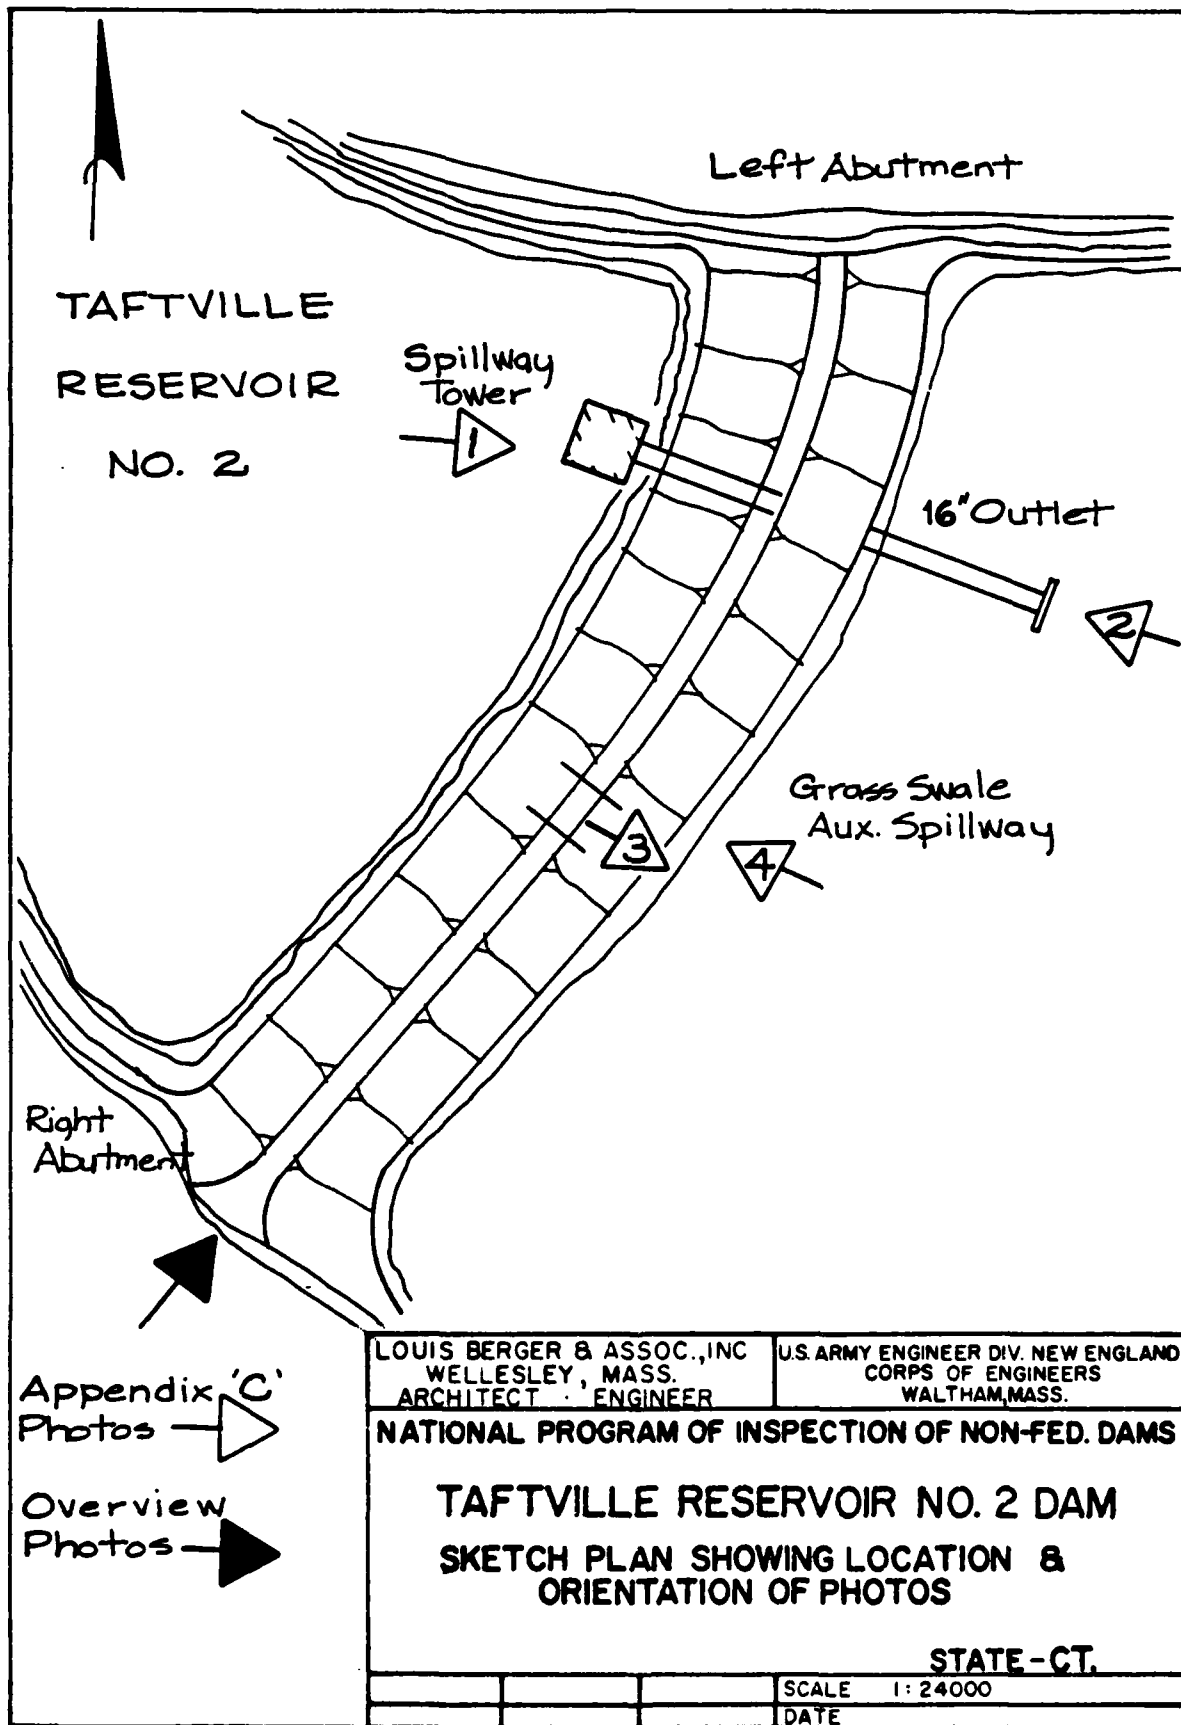 Left Abutment
TAFTVILLE
RESERVOIR
NO. 2
Spillway
Tower
1
16" Outlet
2
Grass Swale
Aux. Spillway
3
4
Right
Abutment
Appendix 'C'
Photos
Overview
Photos
LOUIS BERGER & ASSOC., INC
WELLESLEY, MASS.
ARCHITECT · ENGINEER
U.S. ARMY ENGINEER DIV. NEW ENGLAND
CORPS OF ENGINEERS
WALTHAM, MASS.
NATIONAL PROGRAM OF INSPECTION OF NON-FED. DAMS
TAFTVILLE RESERVOIR NO. 2 DAM
SKETCH PLAN SHOWING LOCATION &
ORIENTATION OF PHOTOS
STATE - CT.
SCALE 1: 24000
DATE